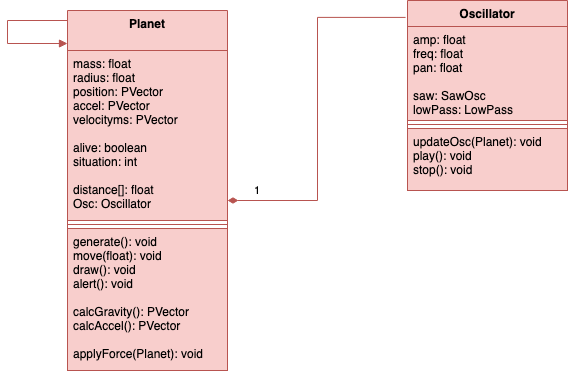 Planet
mass: float
radius: float
position: PVector
accel: PVector
velocityms: PVector
alive: boolean
situation: int
distance[]: float
Osc: Oscillator
generate(): void
move(float): void
draw(): void
alert(): void
calcGravity(): PVector
calcAccel(): PVector
applyForce(Planet): void
1
Oscillator
amp: float
freq: float
pan: float
saw: SawOsc
lowPass: LowPass
updateOsc(Planet): void
play(): void
stop(): void